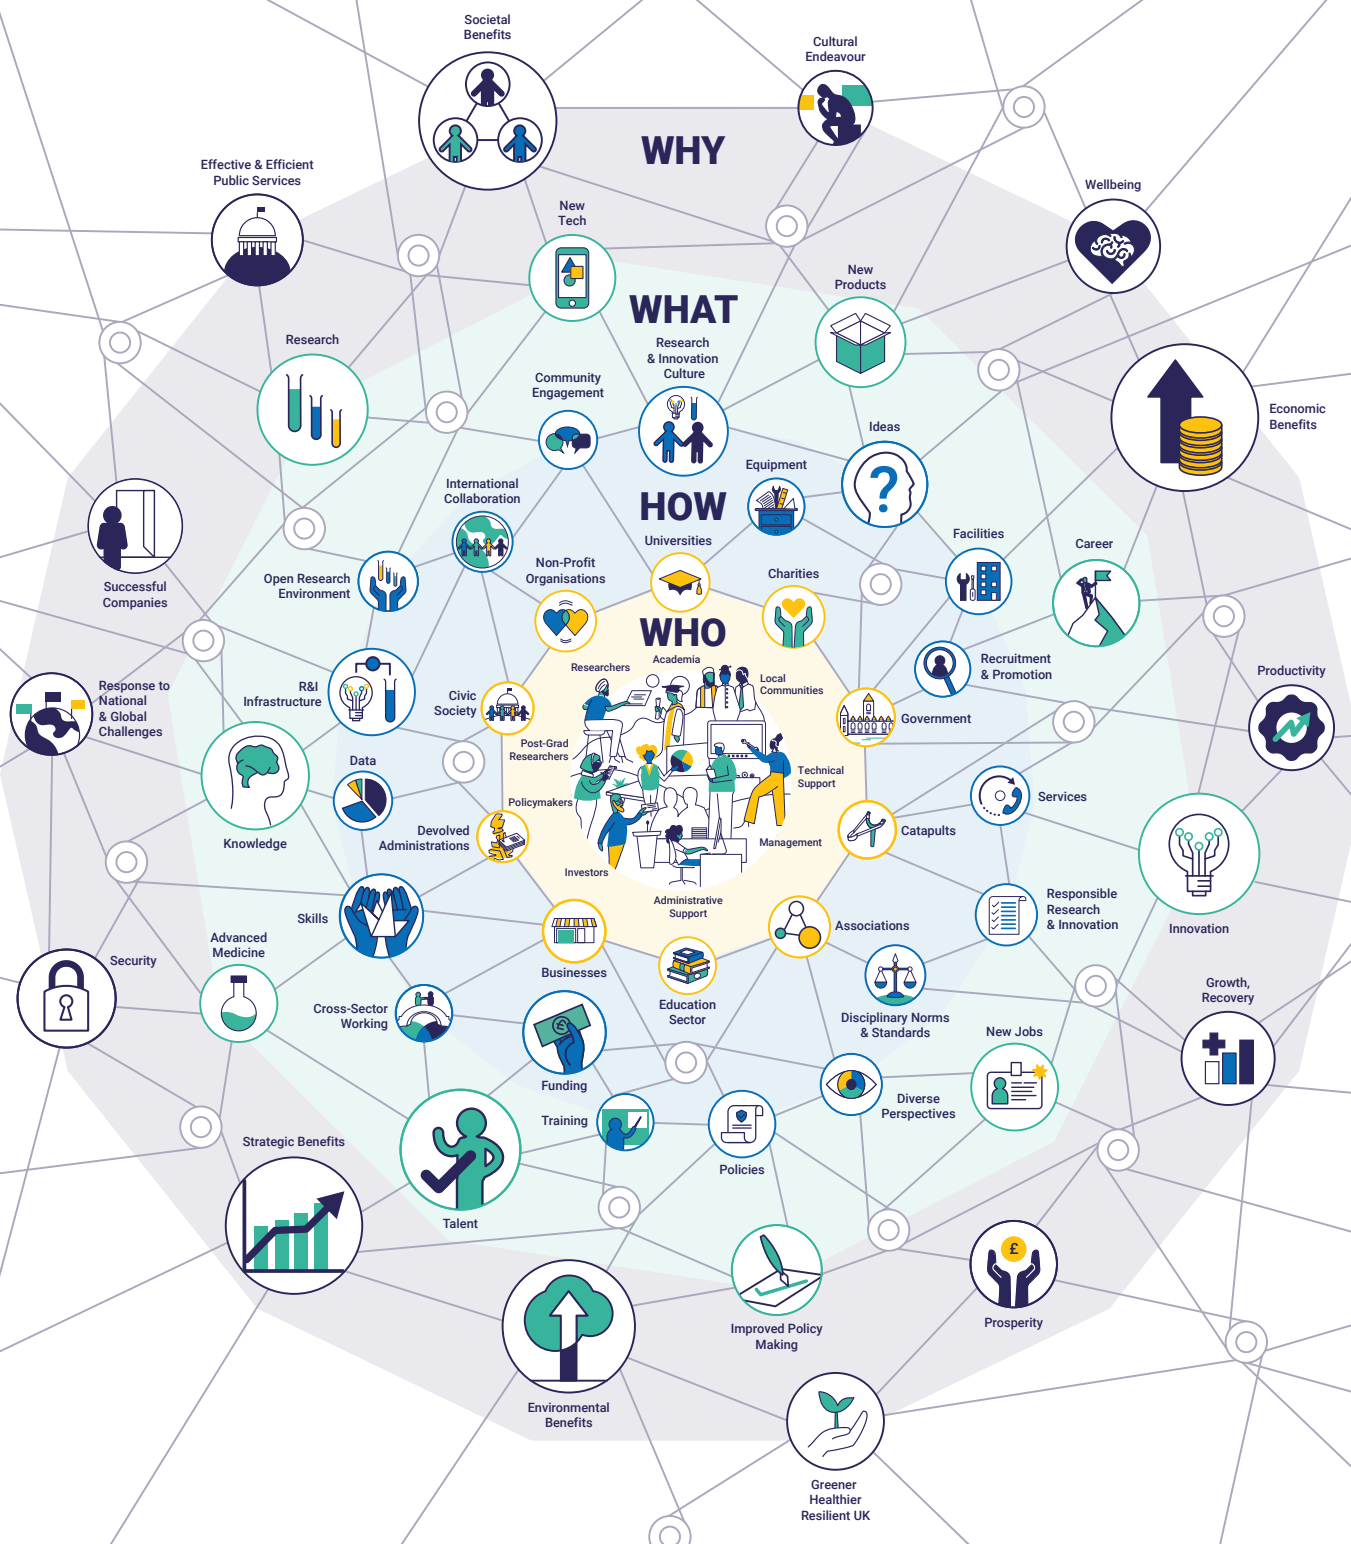 Societal
Benefits
Cultural
Endeavour
WHY
Effective & Efficient
Public Services
Wellbeing
New
Tech
New
Products
WHAT
Research
Research
& Innovation
Culture
Community
Engagement
Economic
Benefits
Ideas
Equipment
International
Collaboration
HOW
Universities
Facilities
Career
Non-Profit
Organisations
Charities
Open Research
Environment
Successful
Companies
WHO
Academia
Researchers
Local
Communities
Recruitment
& Promotion
Productivity
Response to
National
& Global
Challenges
R&I
Infrastructure
Civic
Society
Government
Post-Grad
Researchers
Technical
Support
Data
Policymakers
Services
Knowledge
Devolved
Administrations
Catapults
Management
Investors
Responsible
Research
& Innovation
Innovation
Administrative
Support
Skills
Associations
Advanced
Medicine
Security
Businesses
Education
Sector
Growth,
Recovery
Cross-Sector
Working
£
Disciplinary Norms
& Standards
New Jobs
Funding
Diverse
Perspectives
Training
Policies
Strategic Benefits
Talent
£
Prosperity
Improved Policy
Making
Environmental
Benefits
Greener
Healthier
Resilient UK